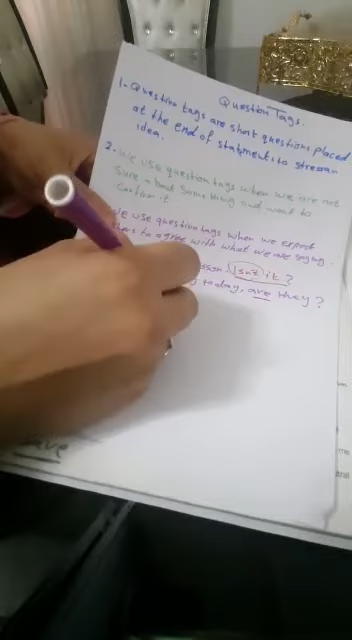 Question Tags.
1- Question tags are short questions placed
at the end of statments to stream
idea.
2- We use question tags when we are not
Sure about Something and want to
Confirm it
We use question tags when we expect
to agree with what we are saying.
Isn't it?
today, are they?